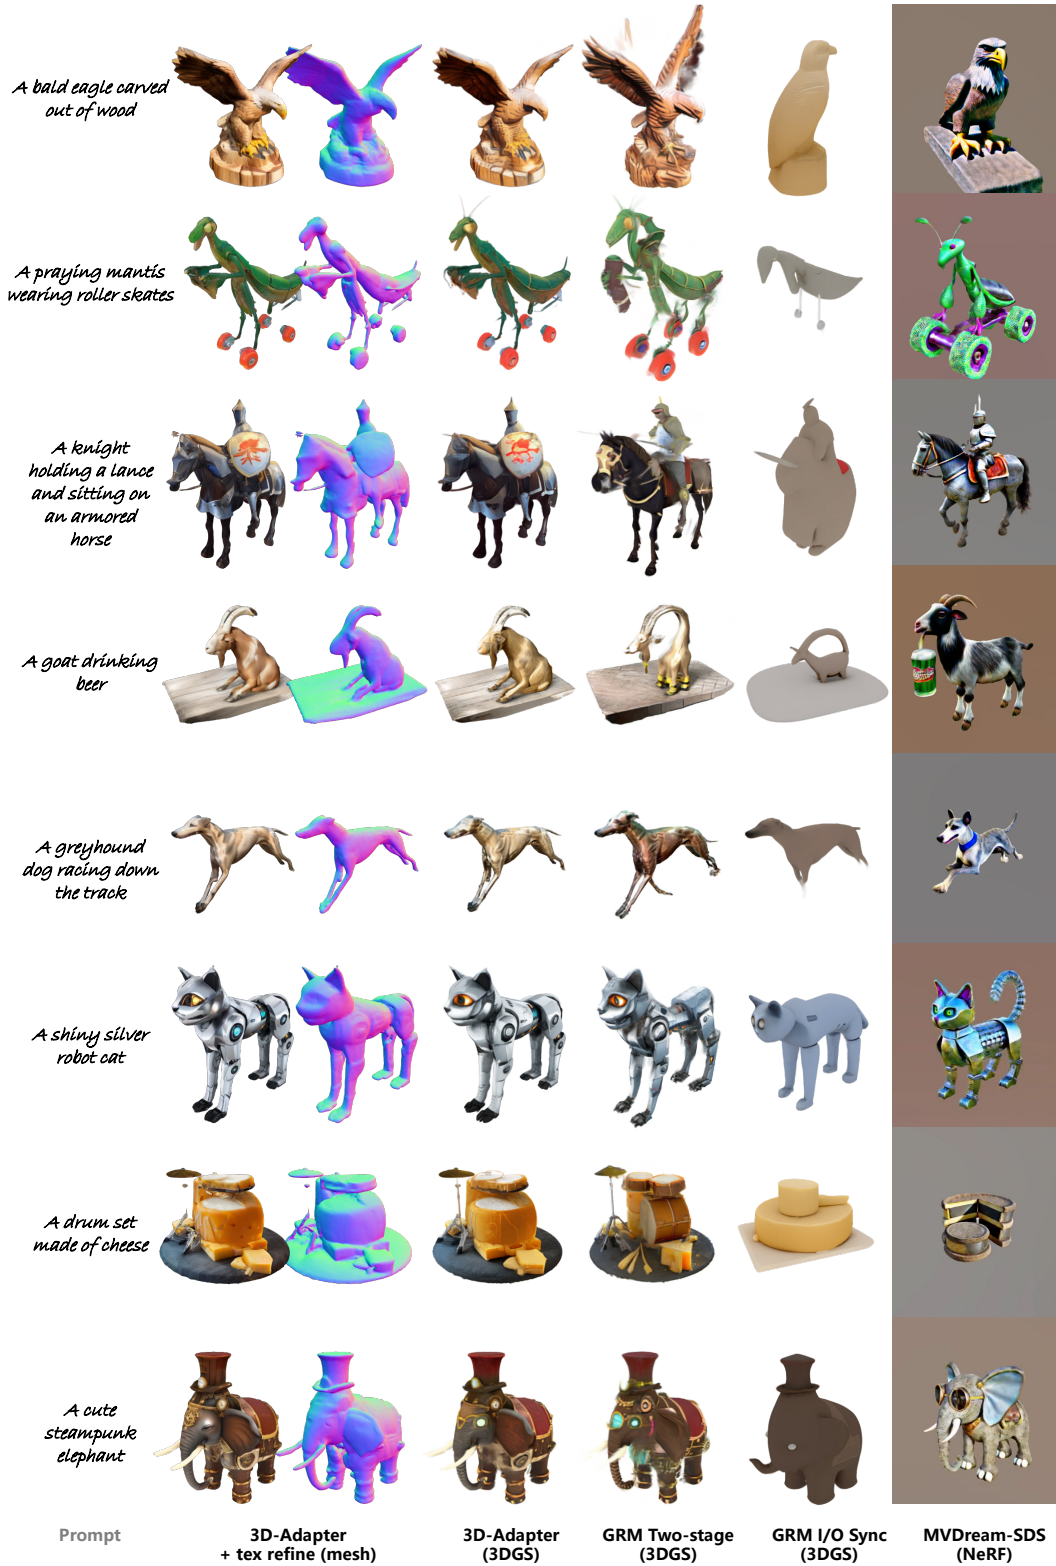 A bald eagle carved
out of wood
A praying mantis
wearing roller skates
A knight
holding a lance
and sitting on
an armored
horse
A goat drinking
beer
A greyhound
dog racing down
the track
A shiny silver
robot cat
A drum set
made of cheese
A cute
steampunk
elephant
Prompt
3D-Adapter
+ tex refine (mesh)
3D-Adapter
(3DGS)
GRM Two-stage
(3DGS)
GRM I/O Sync
(3DGS)
MVDream-SDS
(NeRF)